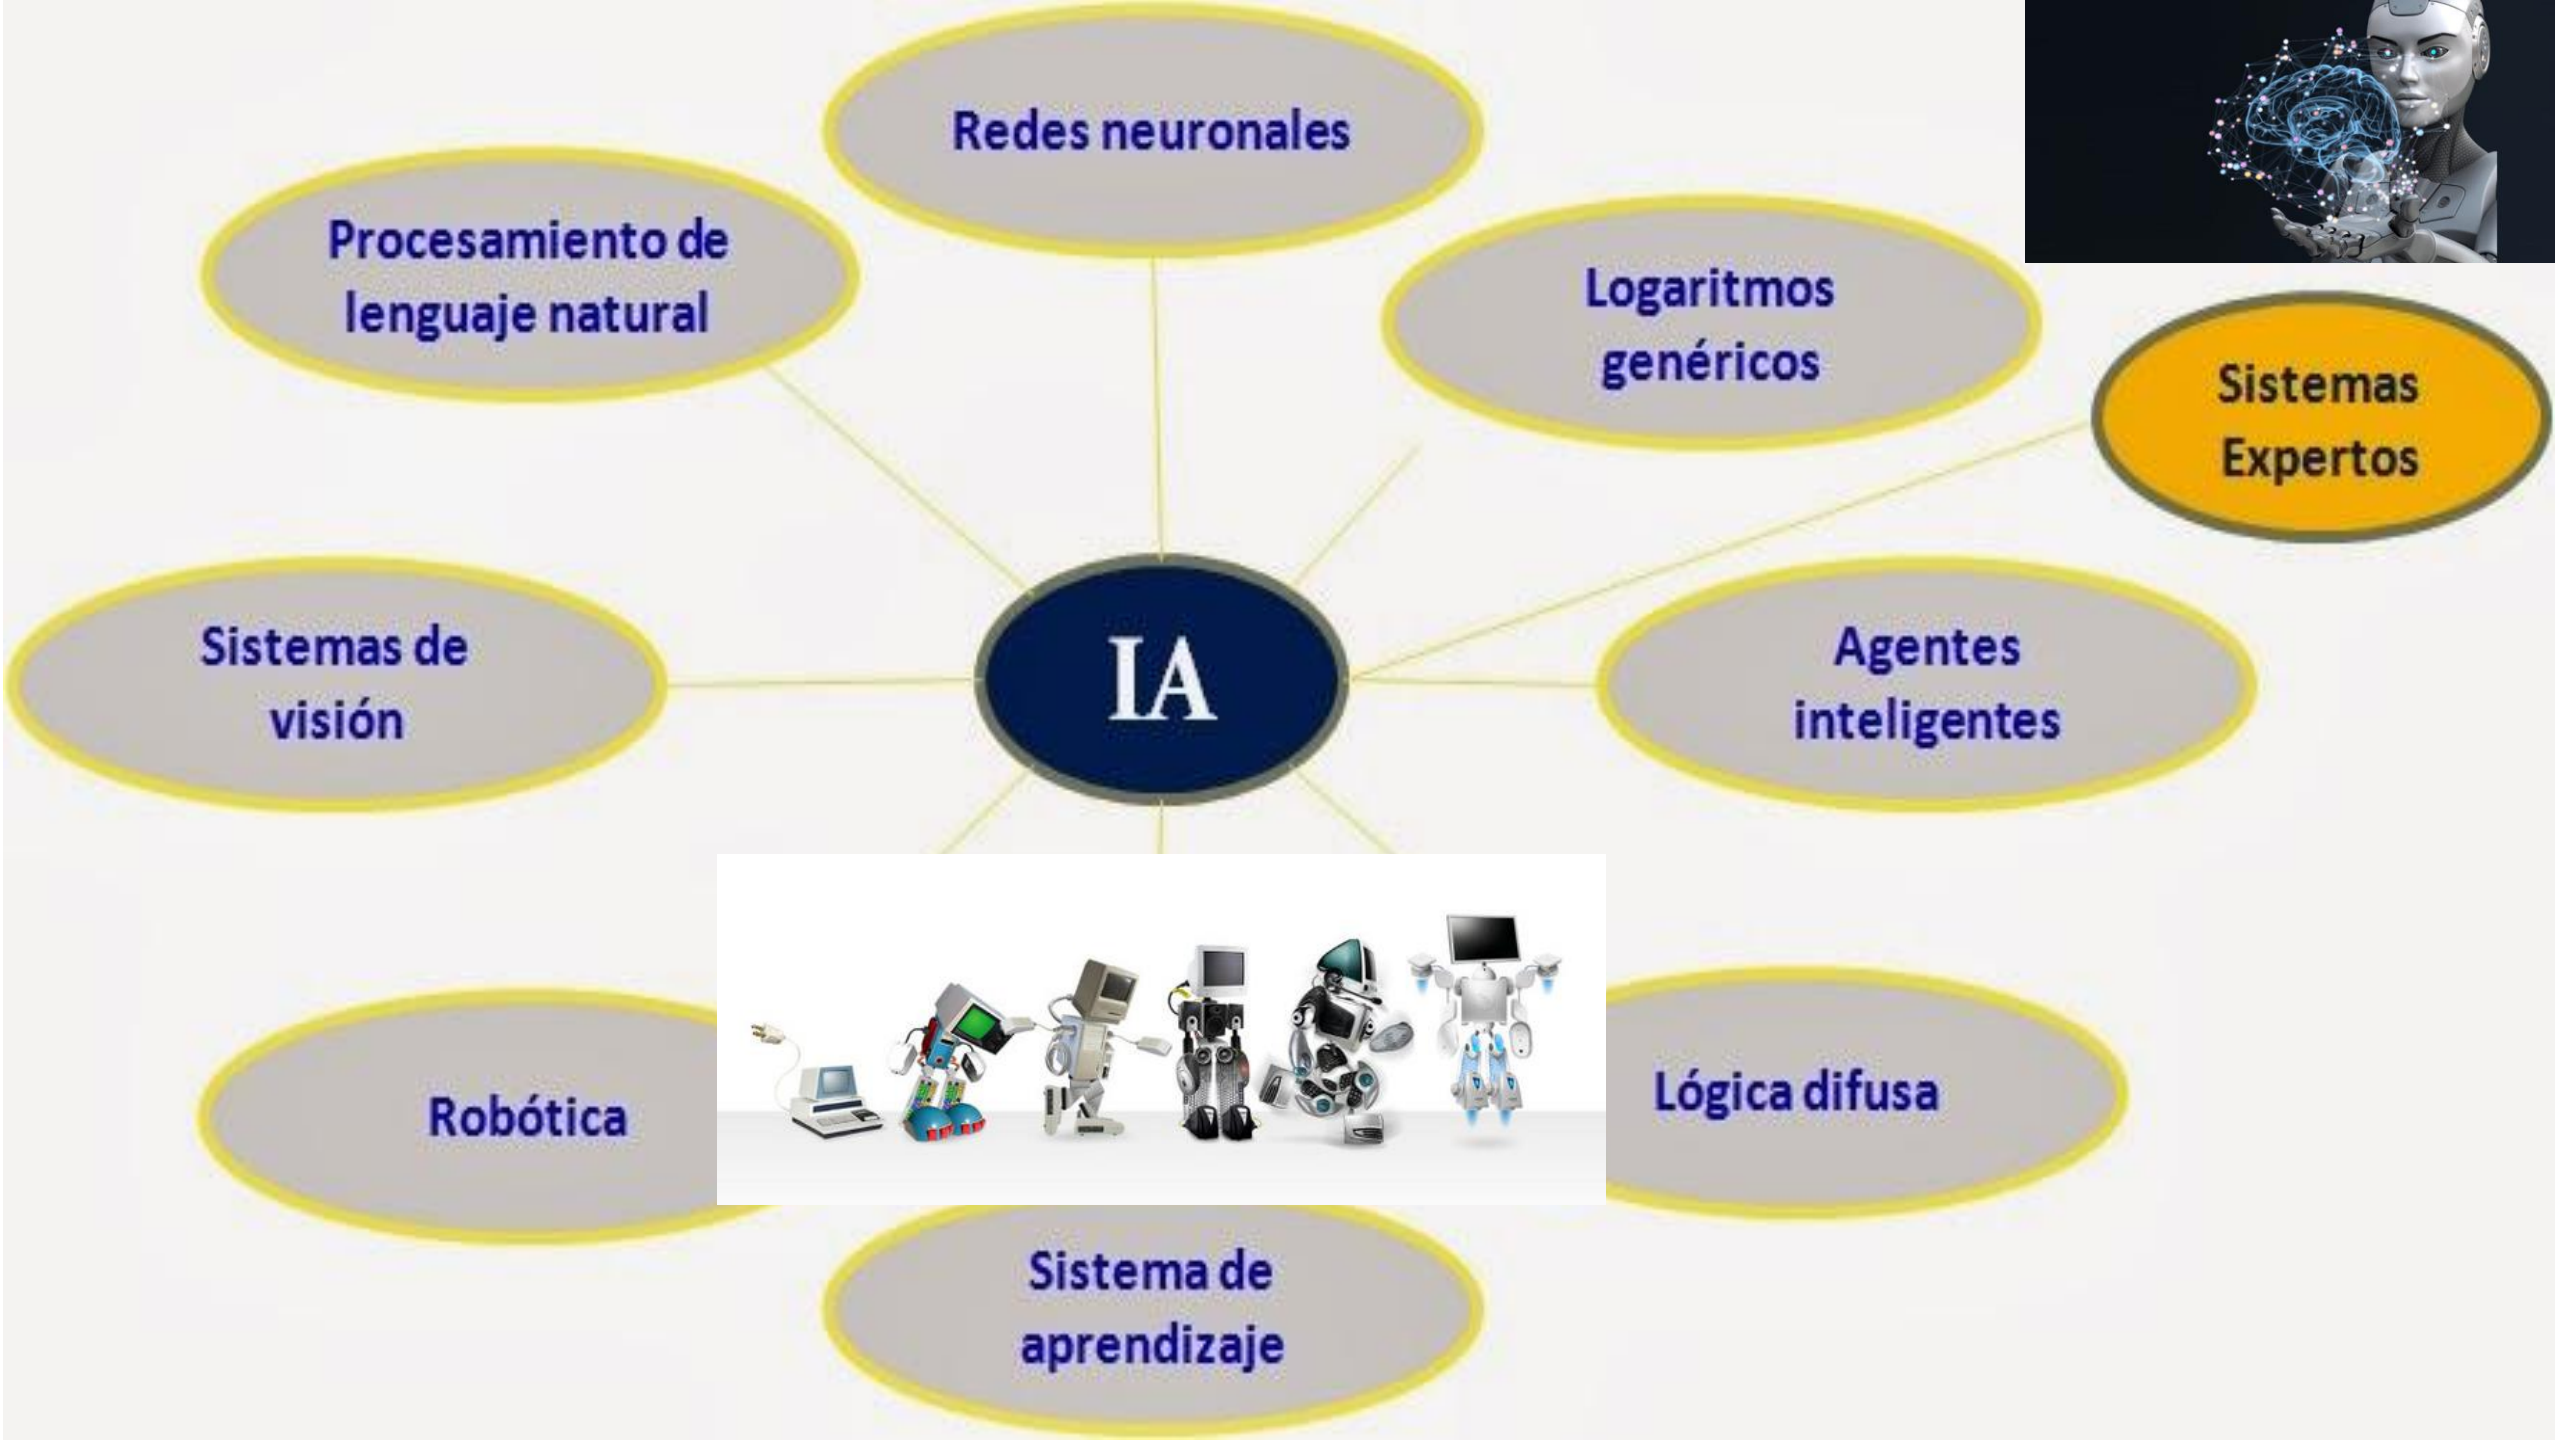 Redes neuronales
Procesamiento de
lenguaje natural
Logaritmos
genéricos
Sistemas
Expertos
Sistemas de
visión
IA
Agentes
inteligentes
Robótica
Lógica difusa
Sistema de
aprendizaje